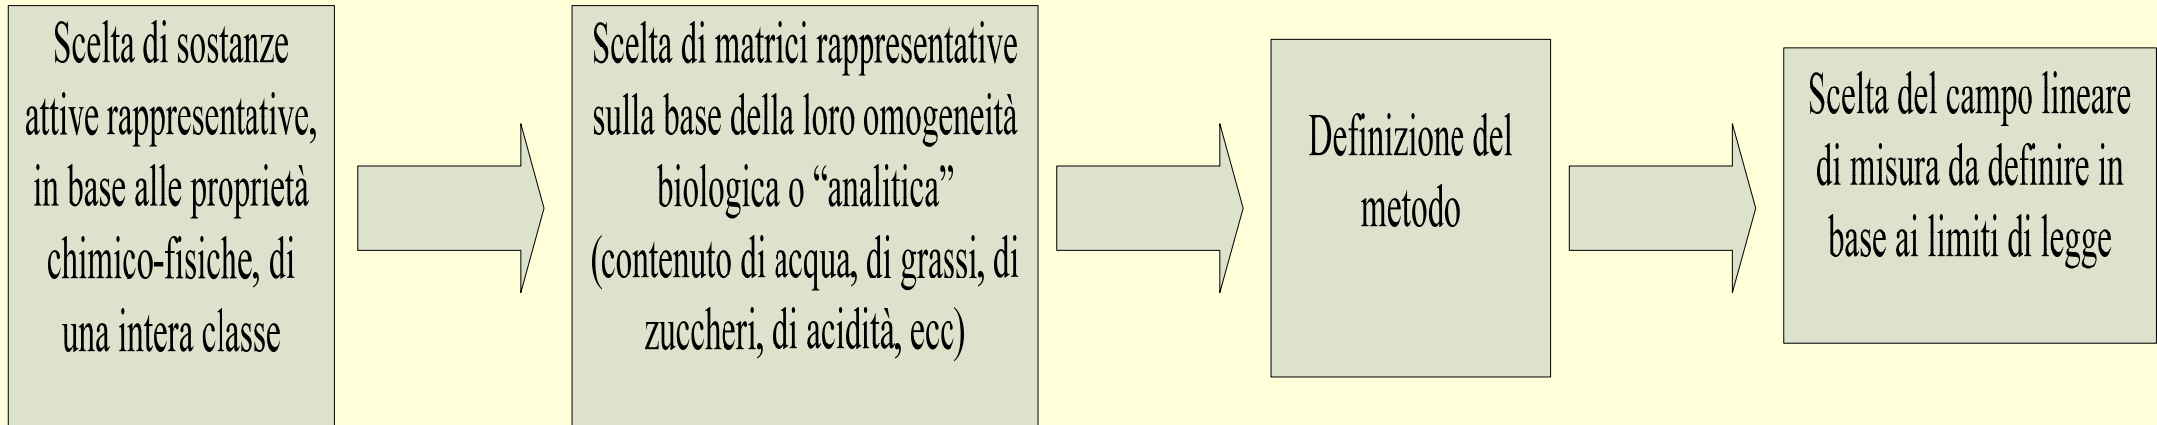 Scelta di sostanze
attive rappresentative,
in base alle proprietà
chimico-fisiche, di
una intera classe
Scelta di matrici rappresentative
sulla base della loro omogeneità
biologica o “analitica”
(contenuto di acqua, di grassi, di
zuccheri, di acidità, ecc)
Definizione del
metodo
Scelta del campo lineare
di misura da definire in
base ai limiti di legge